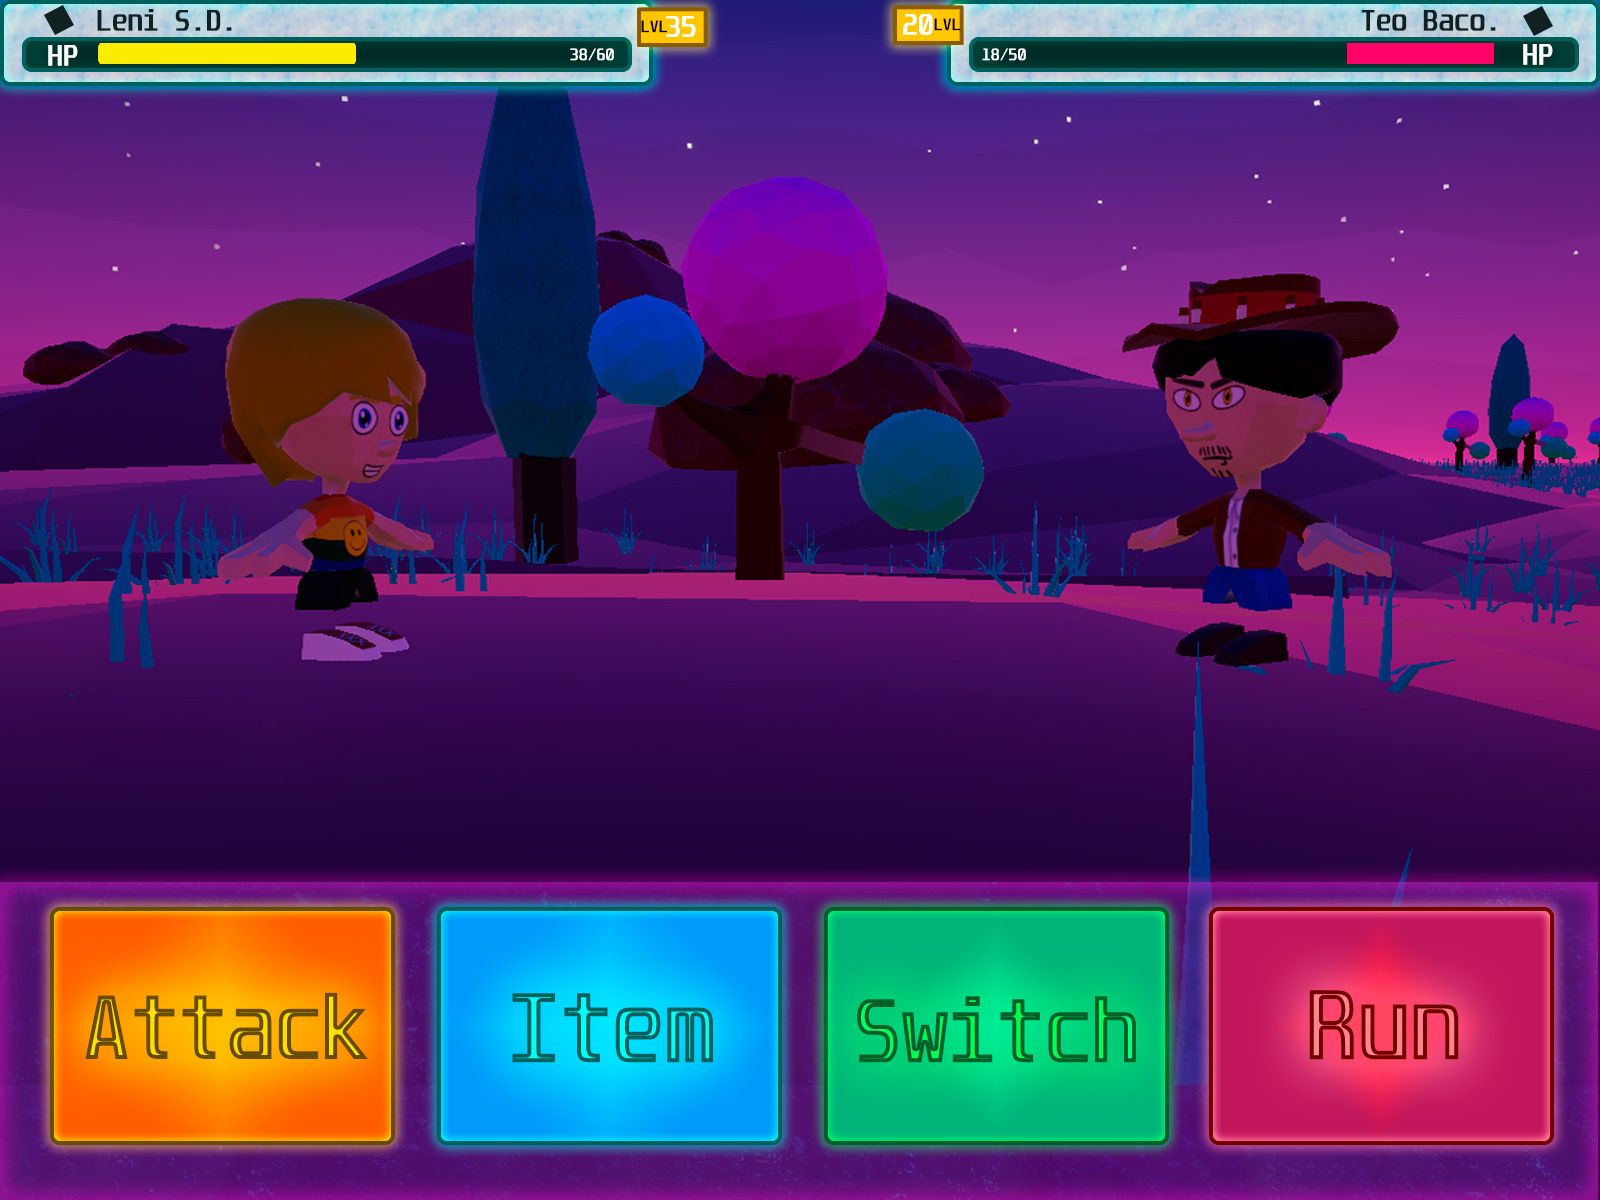 Leni S.D.
LVL35
HP
38/60
20LVL
Teo Baco.
18/50
HP
Attack
Item
Switch
Run